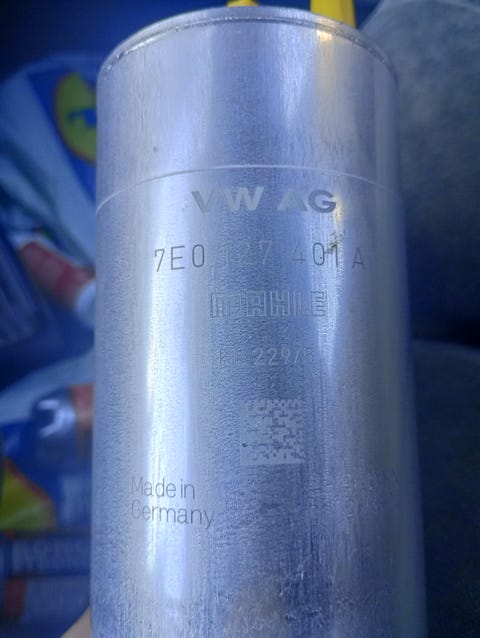 VW AG
7E0 127 401 A
MAHLE
KL 229/5
Made in
Germany